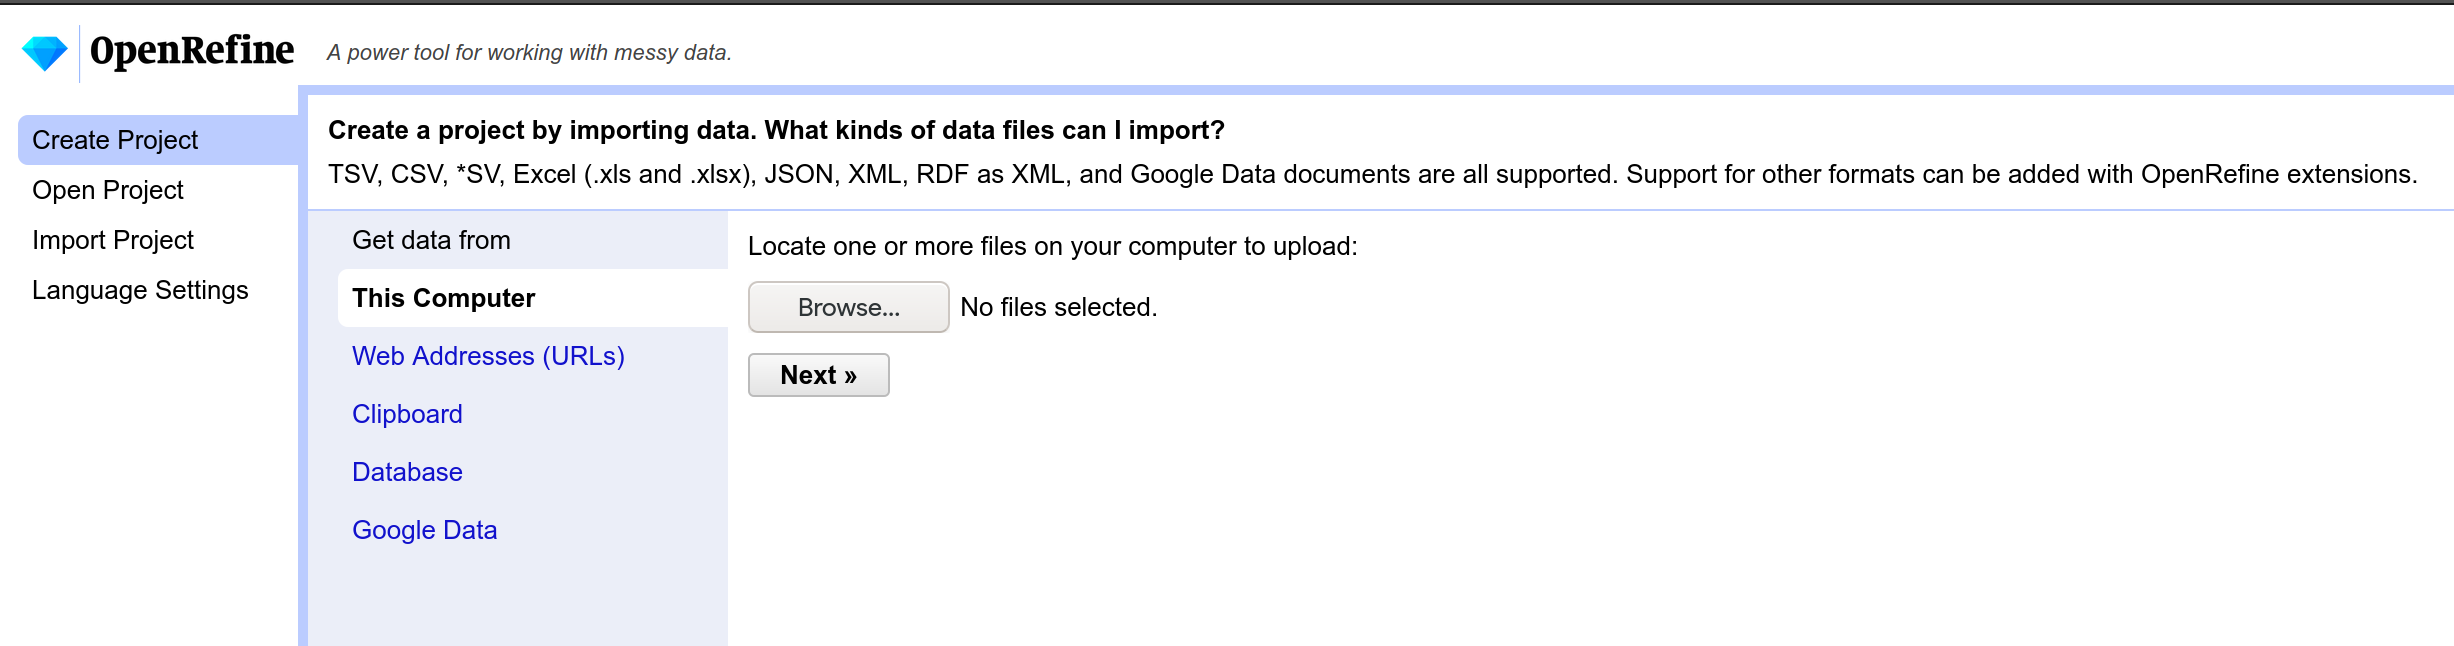 OpenRefine A power tool for working with messy data.
Create Project
Open Project
Import Project
Language Settings
Create a project by importing data. What kinds of data files can I import?
TSV, CSV, *SV, Excel (.xls and .xlsx), JSON, XML, RDF as XML, and Google Data documents are all supported. Support for other formats can be added with OpenRefine extensions.
Get data from
This Computer
Web Addresses (URLs)
Clipboard
Database
Google Data
Locate one or more files on your computer to upload:
Browse... No files selected.
Next »